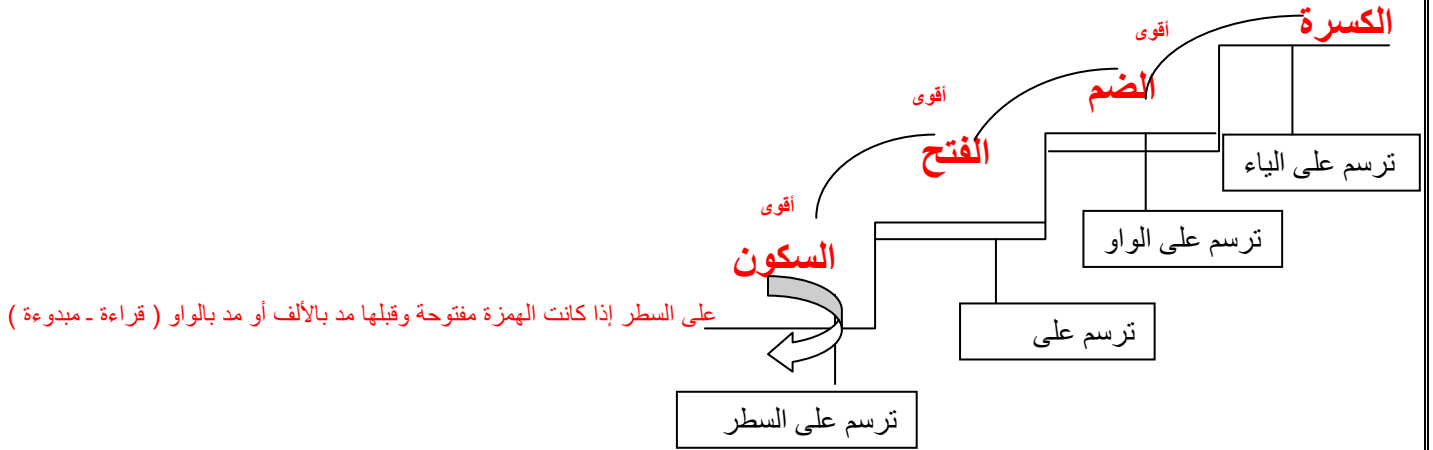 الكسرة
أقوى
الضم
أقوى
الفتح
أقوى
السكون
ترسم على الياء
ترسم على الواو
ترسم على
على السطر إذا كانت الهمزة مفتوحة وقبلها مد بالألف أو مد بالواو ( قراءة ـ مبدوءة )
ترسم على السطر